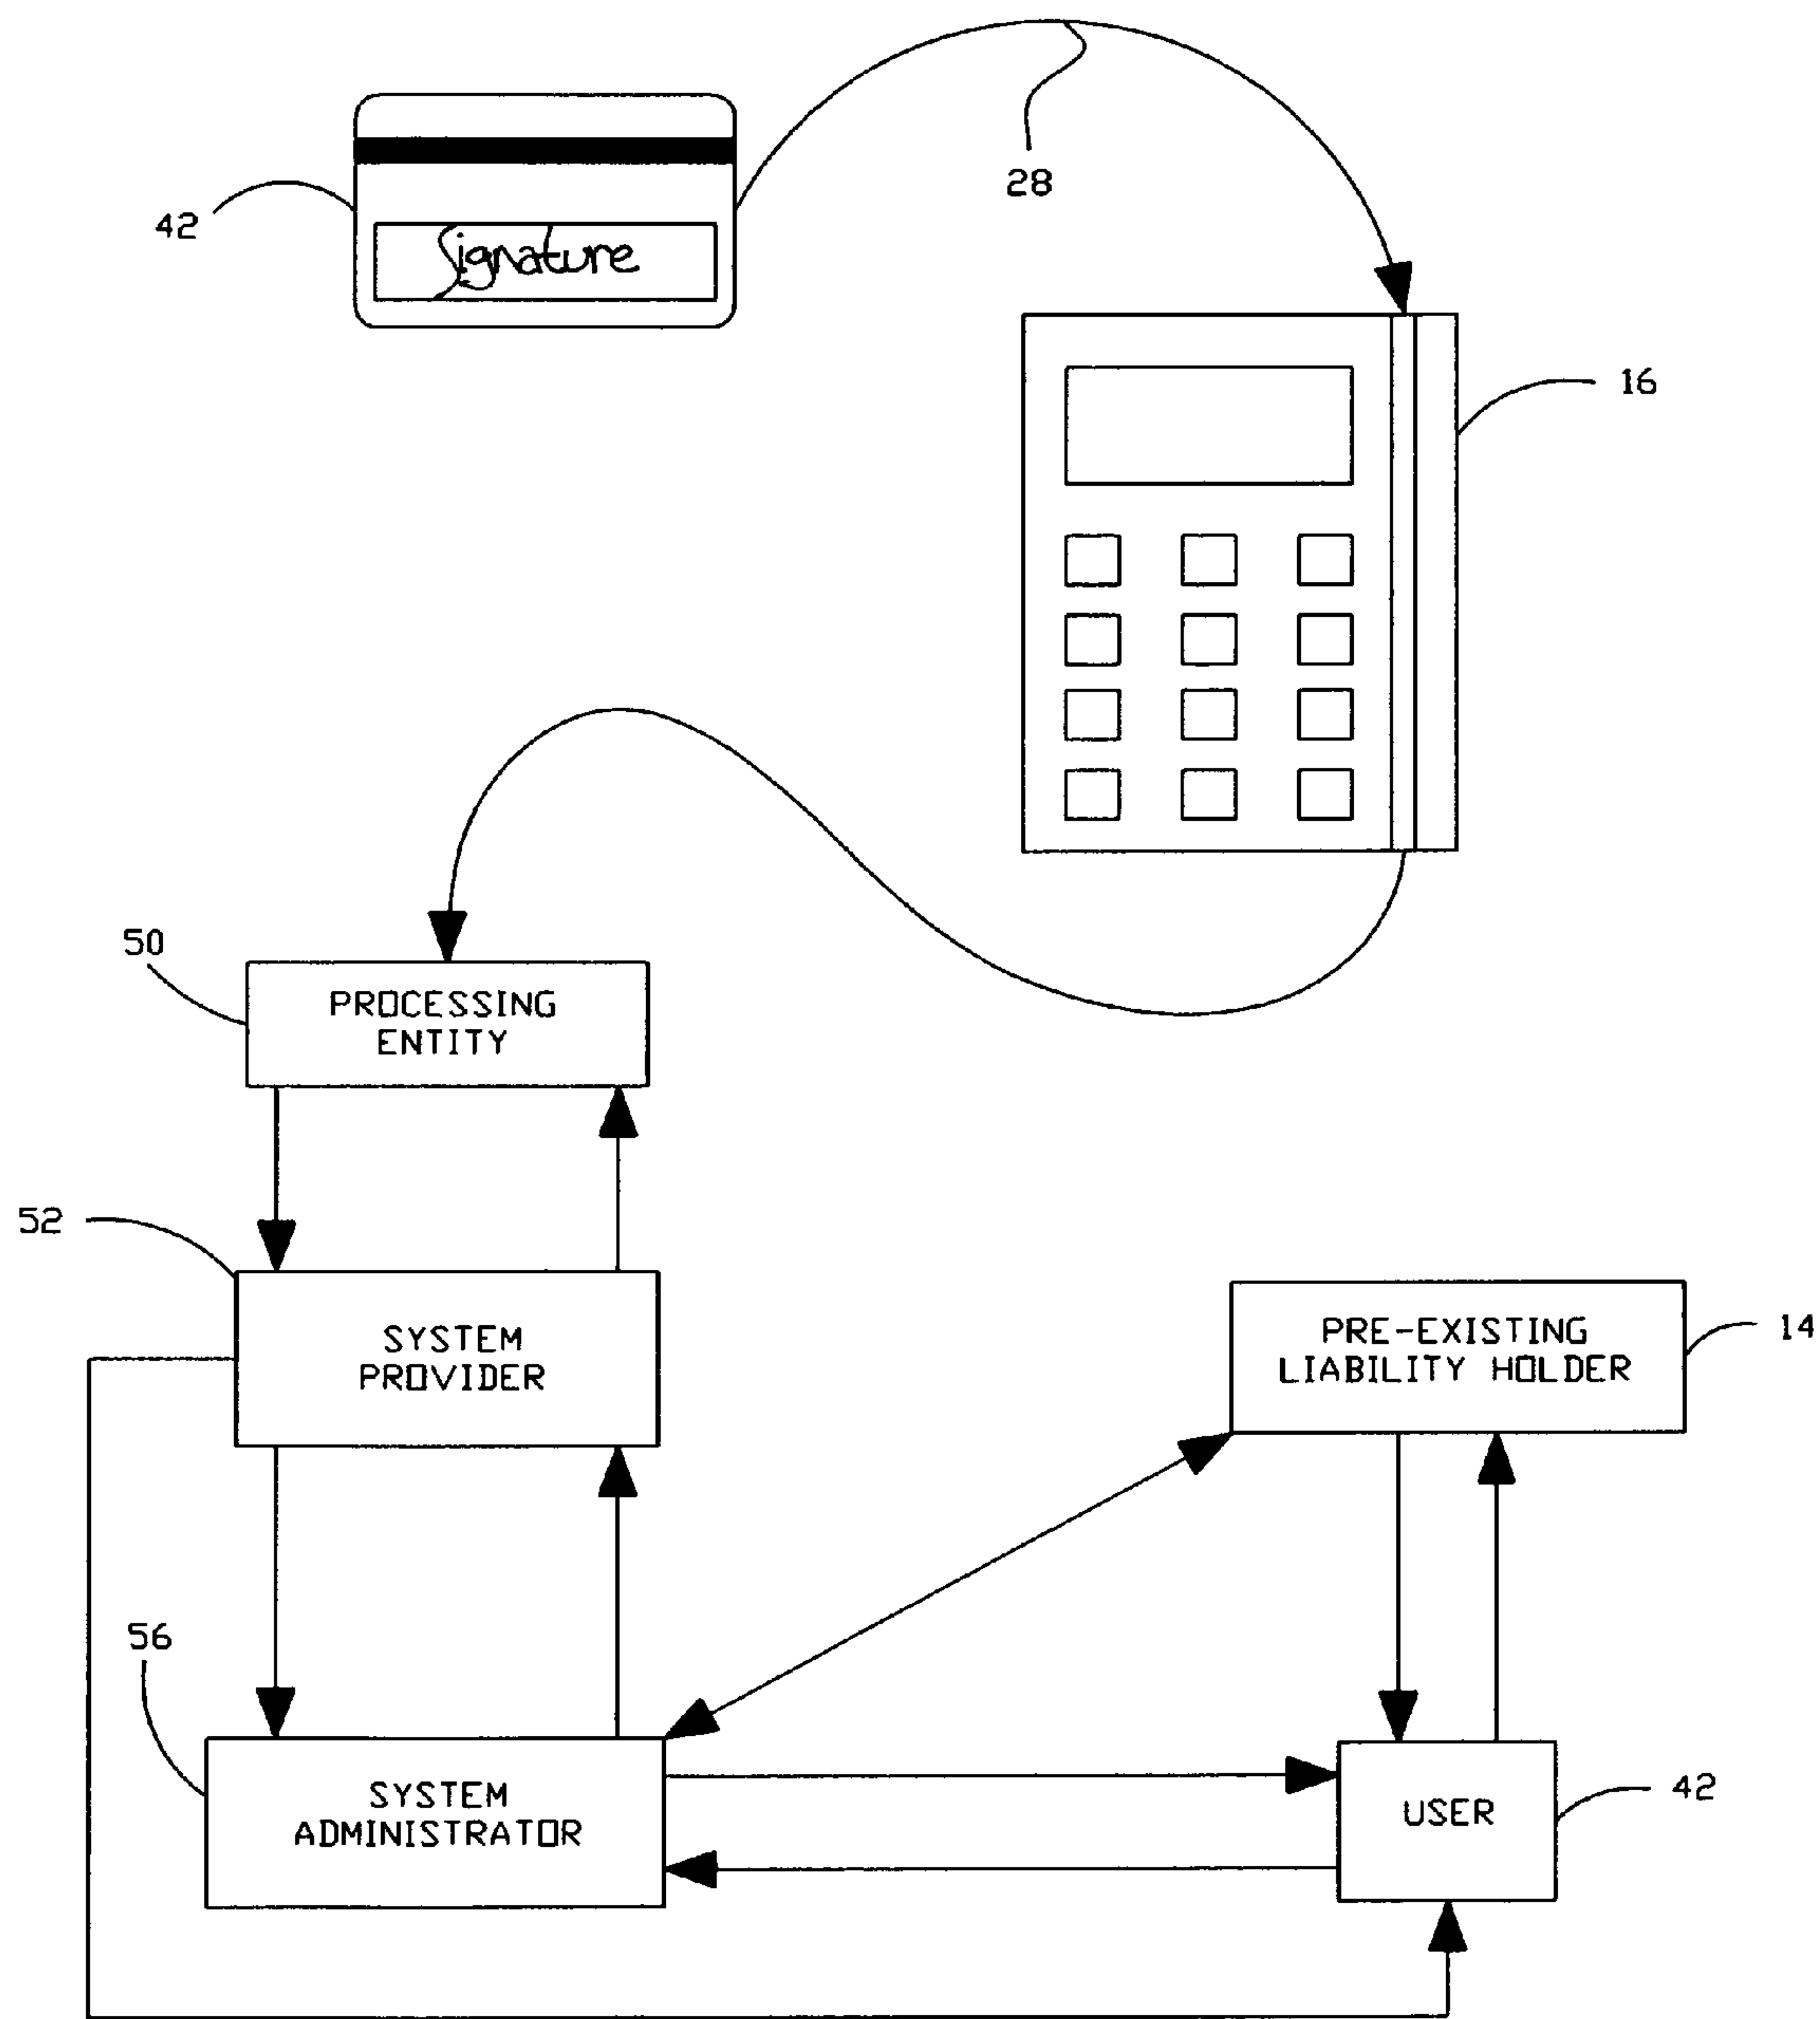 28
42
Signature
16
50
PROCESSING
ENTITY
52
SYSTEM
PROVIDER
PRE-EXISTING
LIABILITY HOLDER
14
56
SYSTEM
ADMINISTRATOR
USER
42